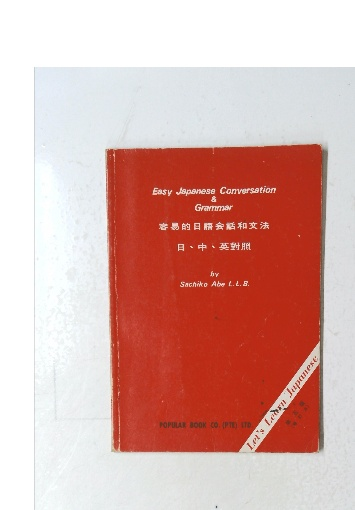 Easy Japanese Conversation
&
Grammar
容易的日語会話和文法
日、中、英對照
by
Sachiko Abe L.L.B.
Let's Learn Japanese
POPULAR BOOK CO. (PTE) LTD.